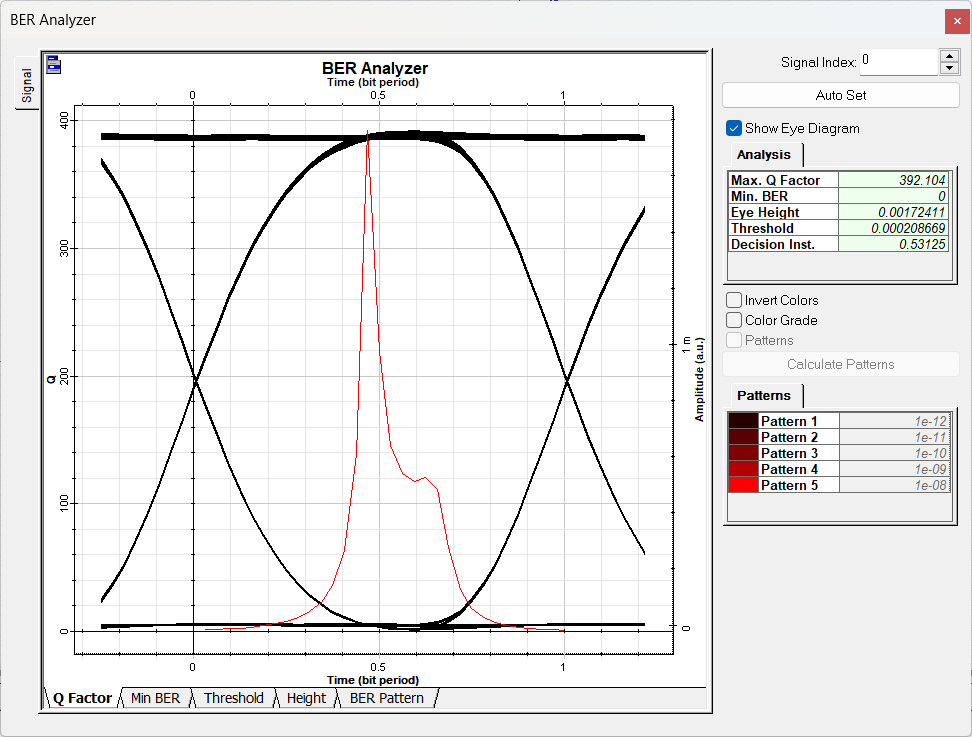 BER Analyzer
Signal
BER Analyzer
Time (bit period)
0 0.5 1
400
300
200
100
0
Q
1 m
0
Amplitude (a.u.)
0 0.5 1
Time (bit period)
Q Factor Min BER Threshold Height BER Pattern
Signal Index: 0
Auto Set
Show Eye Diagram
Analysis
Max. Q Factor 392.104
Min. BER 0
Eye Height 0.00172411
Threshold 0.000208669
Decision Inst. 0.53125
Invert Colors
Color Grade
Patterns
Calculate Patterns
Patterns
Pattern 1 1e-12
Pattern 2 1e-11
Pattern 3 1e-10
Pattern 4 1e-09
Pattern 5 1e-08